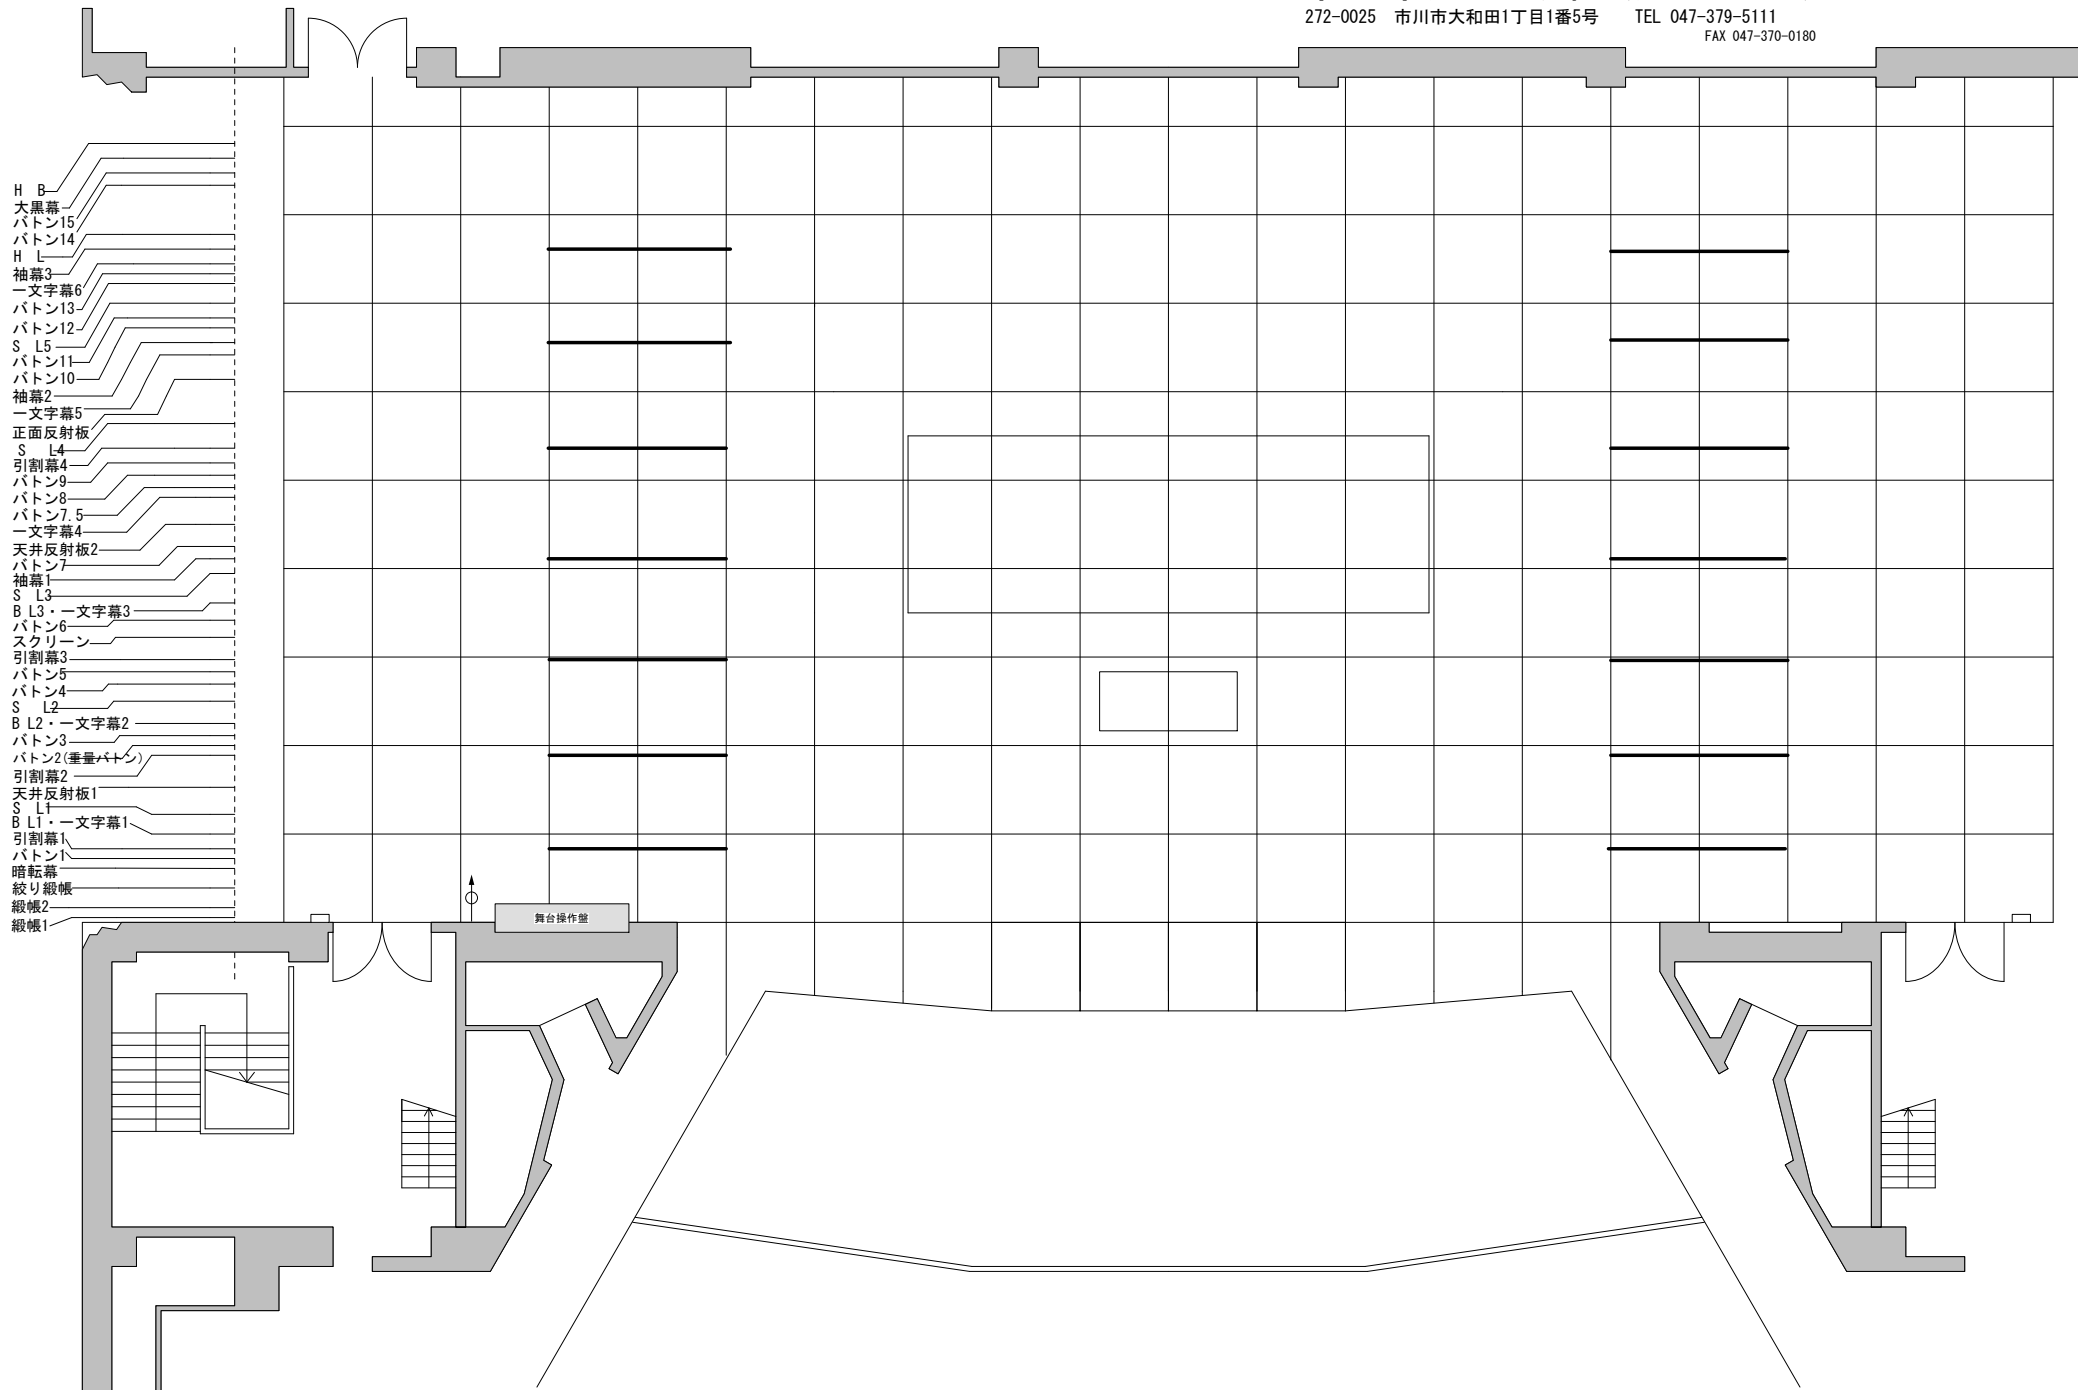 272-0025 市川市大和田1丁目1番5号 TEL 047-379-5111
FAX 047-370-0180
H B
大黒幕
バトン15
バトン14
H L
袖幕3
一文字幕6
バトン13
バトン12
S L5
バトン11
バトン10
袖幕2
一文字幕5
正面反射板
S L4
引割幕4
バトン9
バトン8
バトン7.5
一文字幕4
天井反射板2
バトン7
袖幕1
S L3
B L3・一文字幕3
バトン6
スクリーン
引割幕3
バトン5
バトン4
S L2
B L2・一文字幕2
バトン3
バトン2(重量バトン)
引割幕2
天井反射板1
S L1
B L1・一文字幕1
引割幕1
バトン1
暗転幕
絞り緞帳
緞帳2
緞帳1
舞台操作盤